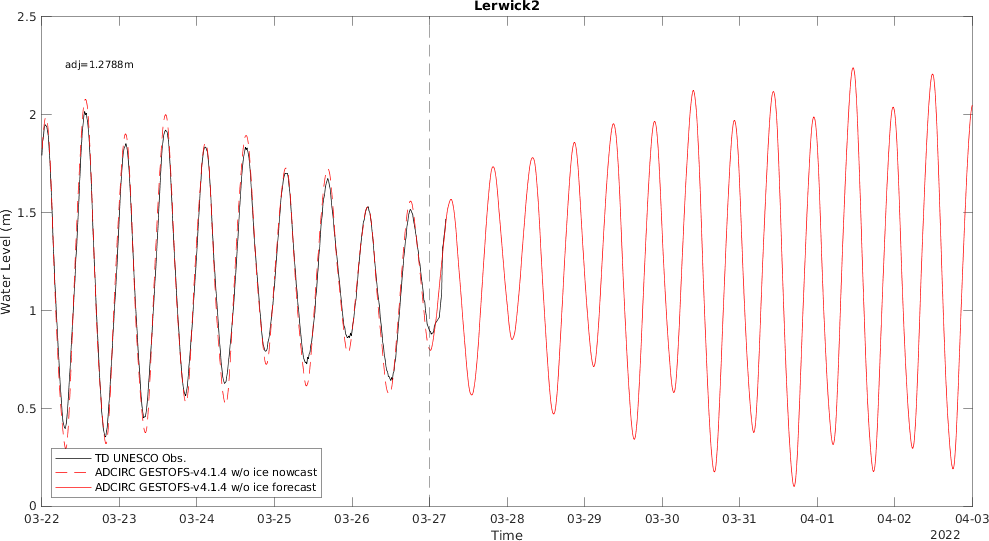 Lerwick2
2.5
adj=1.2788m
2
1.5
Water Level (m)
1
0.5
TD UNESCO Obs.
ADCIRC GESTOFS-v4.1.4 w/o ice nowcast
ADCIRC GESTOFS-v4.1.4 w/o ice forecast
0
03-22 03-23 03-24 03-25 03-26 03-27 03-28 03-29 03-30 03-31 04-01 04-02 04-03
Time
2022